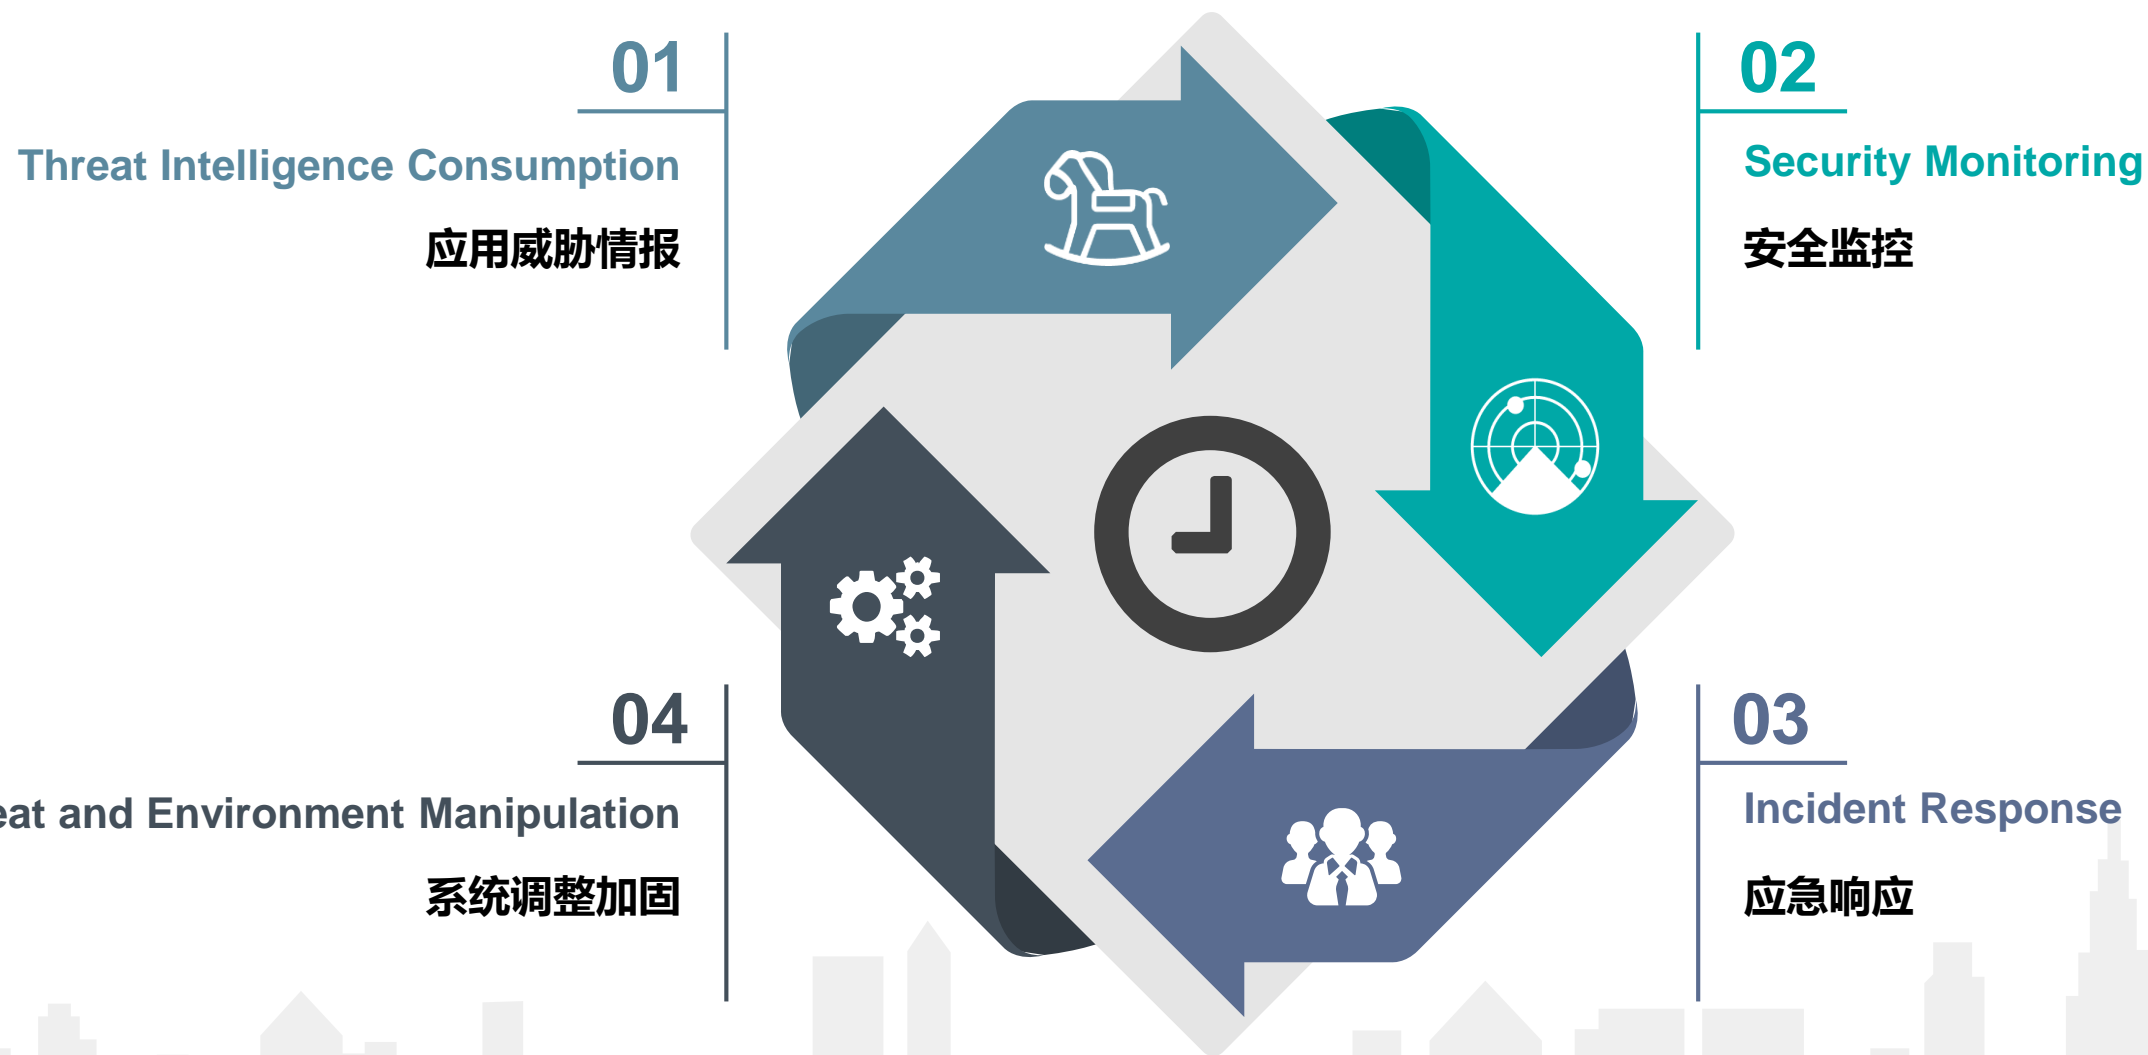 01
Threat Intelligence Consumption
应用威胁情报
02
Security Monitoring
安全监控
03
Incident Response
应急响应
04
eat and Environment Manipulation
系统调整加固